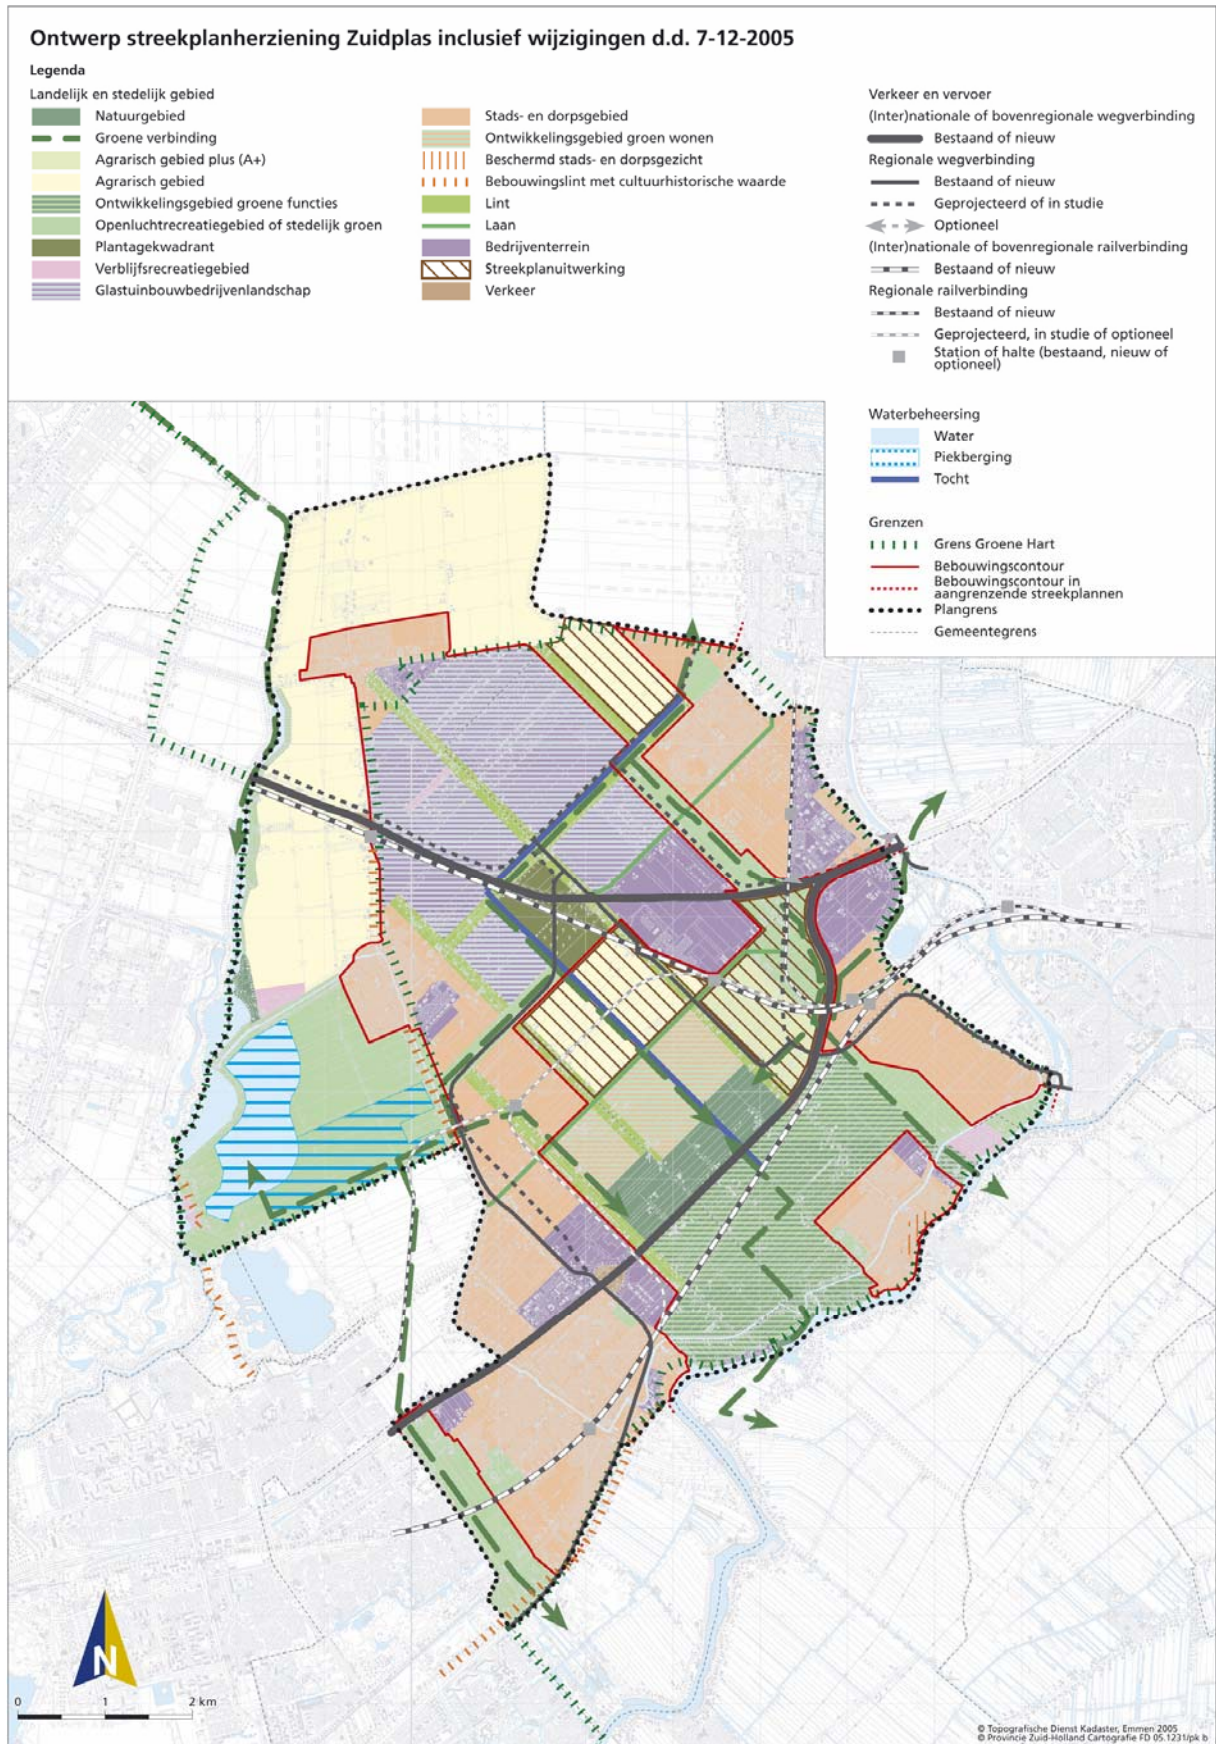 Ontwerp streekplanherziening Zuidplas inclusief wijzigingen d.d. 7-12-2005
Legenda
Landelijk en stedelijk gebied
Natuurgebied
Groene verbinding
Agrarisch gebied plus (A+)
Agrarisch gebied
Ontwikkelingsgebied groene functies
Openluchtrecreatiegebied of stedelijk groen
Plantagekwadrant
Verblijfsrecreatiegebied
Glastuinbouwbedrijvenlandschap
Stads- en dorpsgebied
Ontwikkelingsgebied groen wonen
Beschermd stads- en dorpsgezicht
Bebouwingslint met cultuurhistorische waarde
Lint
Laan
Bedrijventerrein
Streekplanuitwerking
Verkeer
Verkeer en vervoer
(Inter)nationale of bovenregionale wegverbinding
Bestaand of nieuw
Regionale wegverbinding
Bestaand of nieuw
Geprojecteerd of in studie
Optioneel
(Inter)nationale of bovenregionale railverbinding
Bestaand of nieuw
Regionale railverbinding
Bestaand of nieuw
Geprojecteerd, in studie of optioneel
Station of halte (bestaand, nieuw of
optioneel)
Waterbeheersing
Water
Piekberging
Tocht
Grenzen
Grens Groene Hart
Bebouwingscontour
Bebouwingscontour in
aangrenzende streekplannen
Plangrens
Gemeentegrens
N
0 1 2 km
© Topografische Dienst Kadaster, Emmen 2005
© Provincie Zuid-Holland Cartografie FD 05.1231/pk b